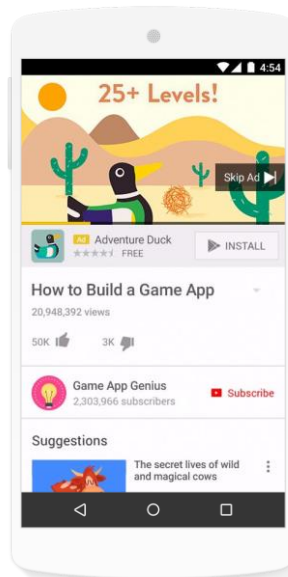 4:54
25+ Levels!
Skip Ad
Ad Adventure Duck
FREE
INSTALL
How to Build a Game App
20,948,392 views
50K 3K
Game App Genius
2,303,966 subscribers
Subscribe
Suggestions
The secret lives of wild
and magical cows